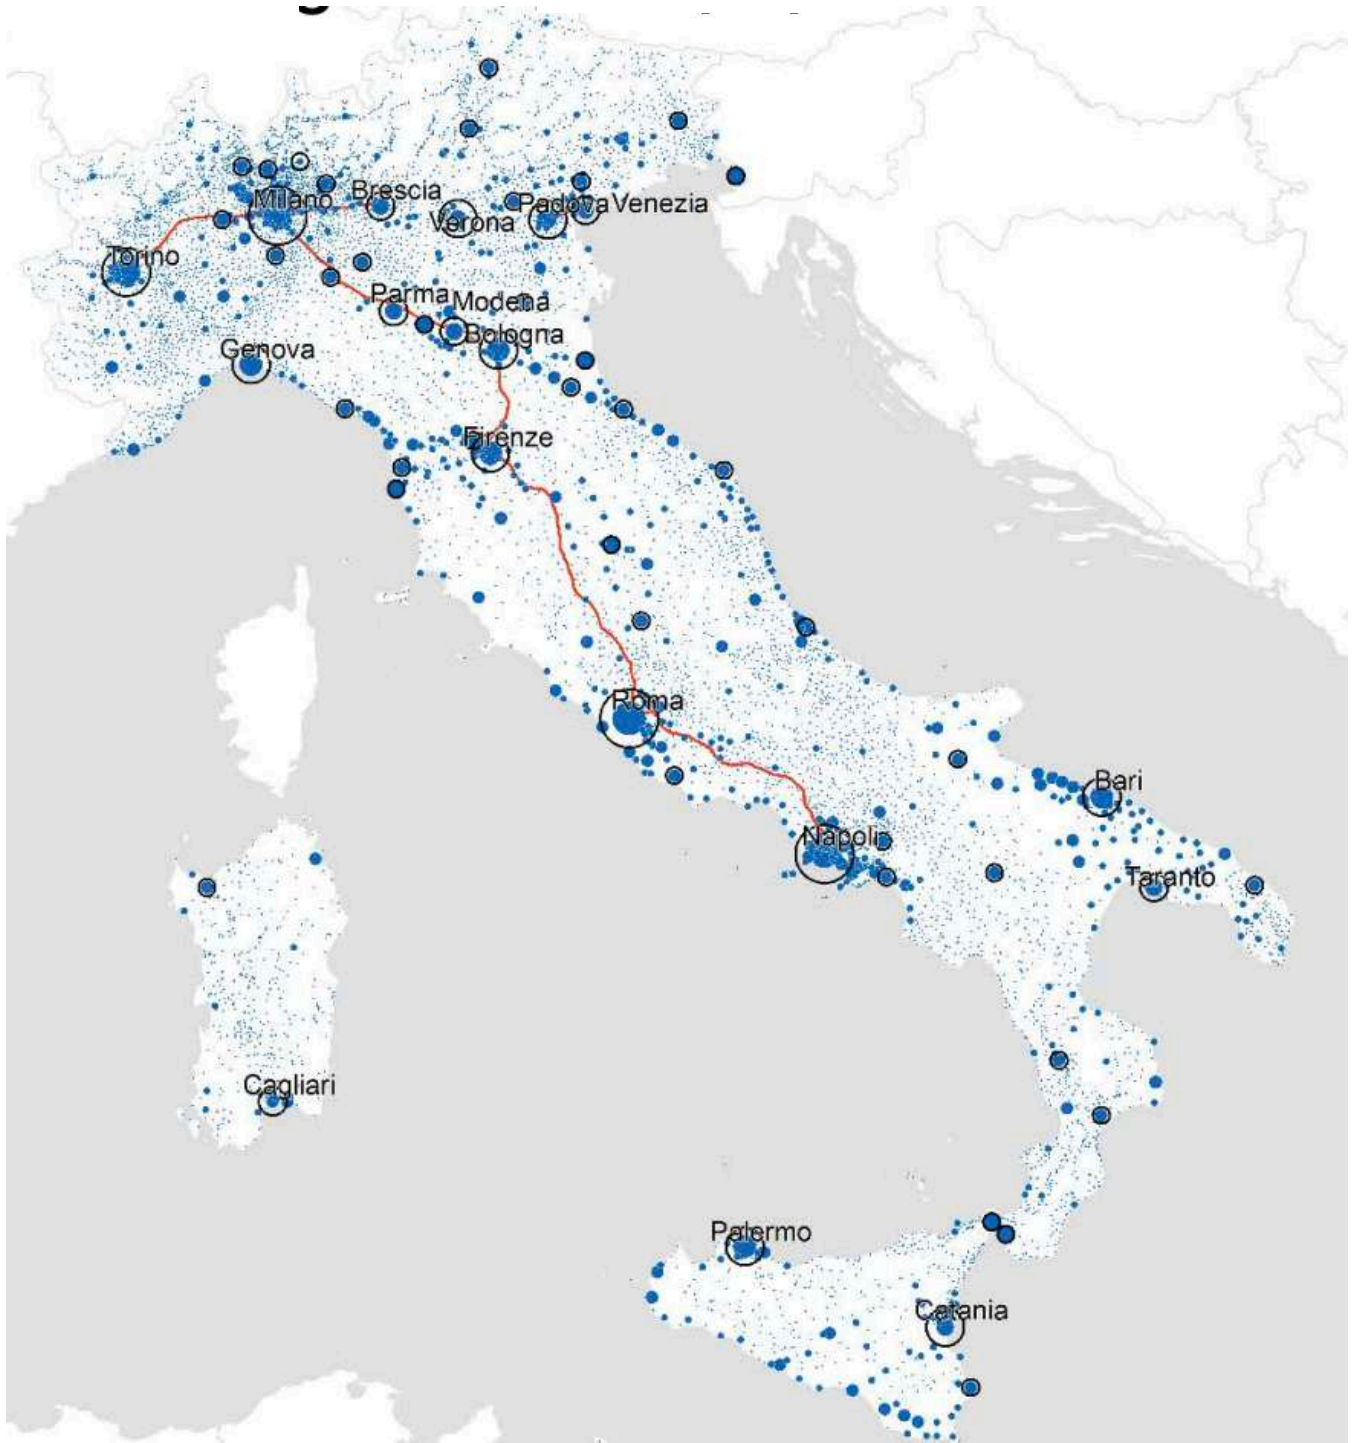 Brescia
Milano
Verona
Padova
Venezia
Torino
Parma
Modena
Bologna
Genova
Firenze
Roma
Bari
Napoli
Taranto
Cagliari
Palermo
Catania